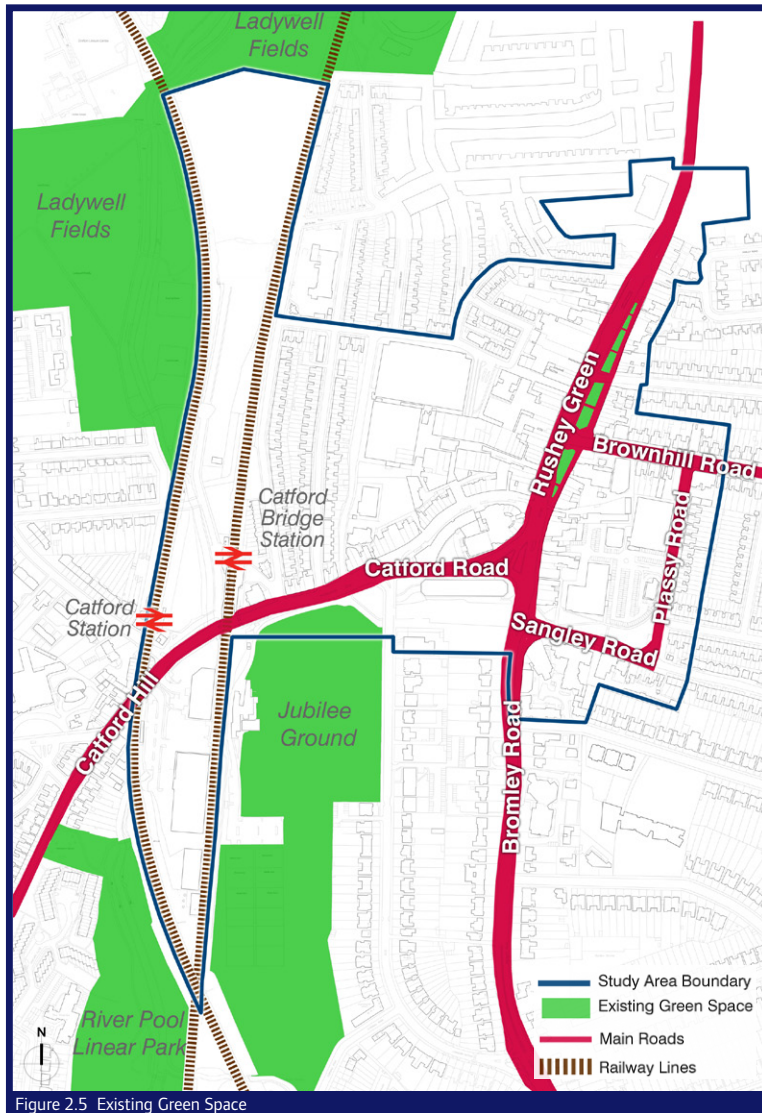 Ladywell
Fields
Ladywell
Fields
Rushey Green
Brownhill Road
Catford
Bridge
Station
Plassy Road
Catford Road
Catford
Station
Sangley Road
Catford Hill
Jubilee
Ground
Bromley Road
River Pool
Linear Park
N
Study Area Boundary
Existing Green Space
Main Roads
Railway Lines
Figure 2.5 Existing Green Space